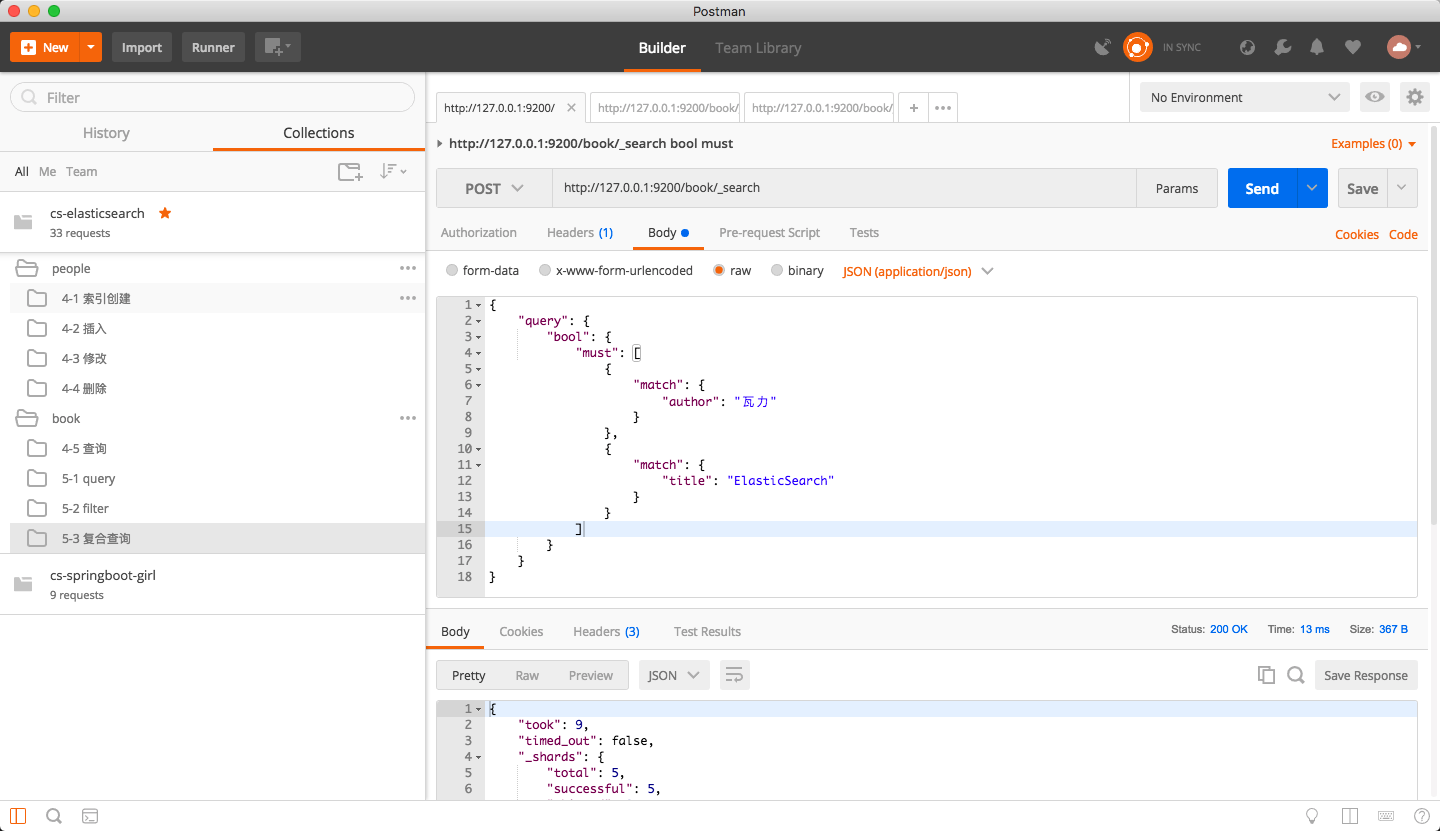 Postman
New
Import
Runner
Builder
Team Library
IN SYNC
Filter
History
Collections
All Me Team
cs-elasticsearch
33 requests
people
4-1 索引创建
4-2 插入
4-3 修改
4-4 删除
book
4-5 查询
5-1 query
5-2 filter
5-3 复合查询
cs-springboot-girl
9 requests
http://127.0.0.1:9200/
http://127.0.0.1:9200/book/
http://127.0.0.1:9200/book/
No Environment
http://127.0.0.1:9200/book/_search bool must
Examples (0)
POST
http://127.0.0.1:9200/book/_search
Params
Send
Save
Authorization
Headers (1)
Body
Pre-request Script
Tests
Cookies
Code
form-data
x-www-form-urlencoded
raw
binary
JSON (application/json)
1 {
2 "query": {
3 "bool": {
4 "must": [
5 {
6 "match": {
7 "author": "瓦力"
8 }
9 },
10 {
11 "match": {
12 "title": "ElasticSearch"
13 }
14 }
15 ]
16 }
17 }
18 }
Body
Cookies
Headers (3)
Test Results
Status: 200 OK
Time: 13 ms
Size: 367 B
Pretty
Raw
Preview
JSON
Save Response
1 {
2 "took": 9,
3 "timed_out": false,
4 "_shards": {
5 "total": 5,
6 "successful": 5,